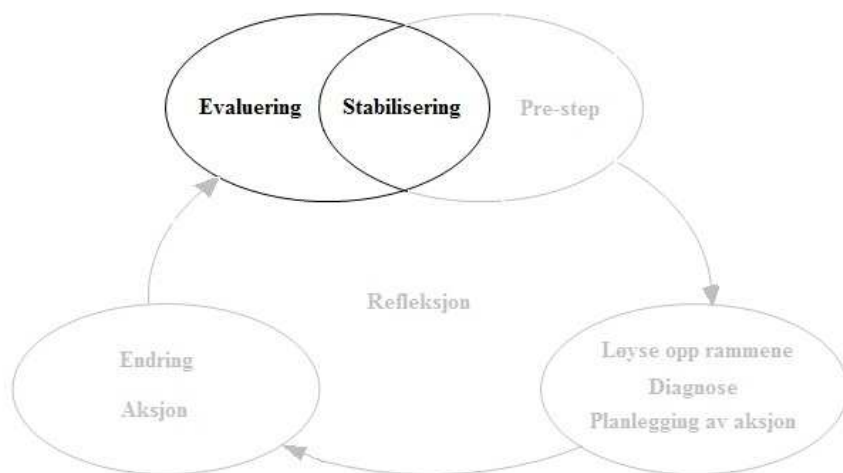 Evaluering Stabilisering Pre-step
Refleksjon
Endring
Aksjon
Løyse opp rammene
Diagnose
Planlegging av aksjon